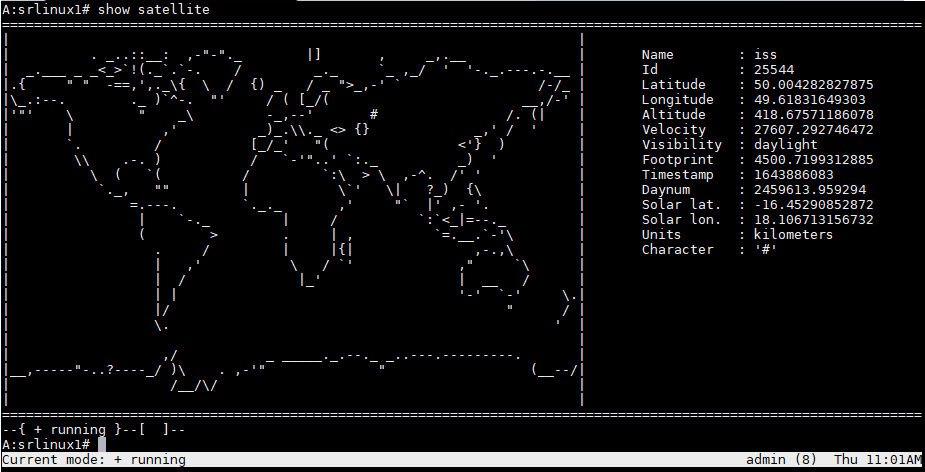 A:srlinux1# show satellite
Name : iss
Id : 25544
Latitude : 50.004282827875
Longitude : 49.61831649303
Altitude : 418.67571186078
Velocity : 27607.292746472
Visibility : daylight
Footprint : 4500.7199312885
Timestamp : 1643886083
Daynum : 2459613.959294
Solar lat. : -16.45290852872
Solar lon. : 18.106713156732
Units : kilometers
Character : '#'
--{ + running }--[  ]--
A:srlinux1#
Current mode: + running admin (8) Thu 11:01AM